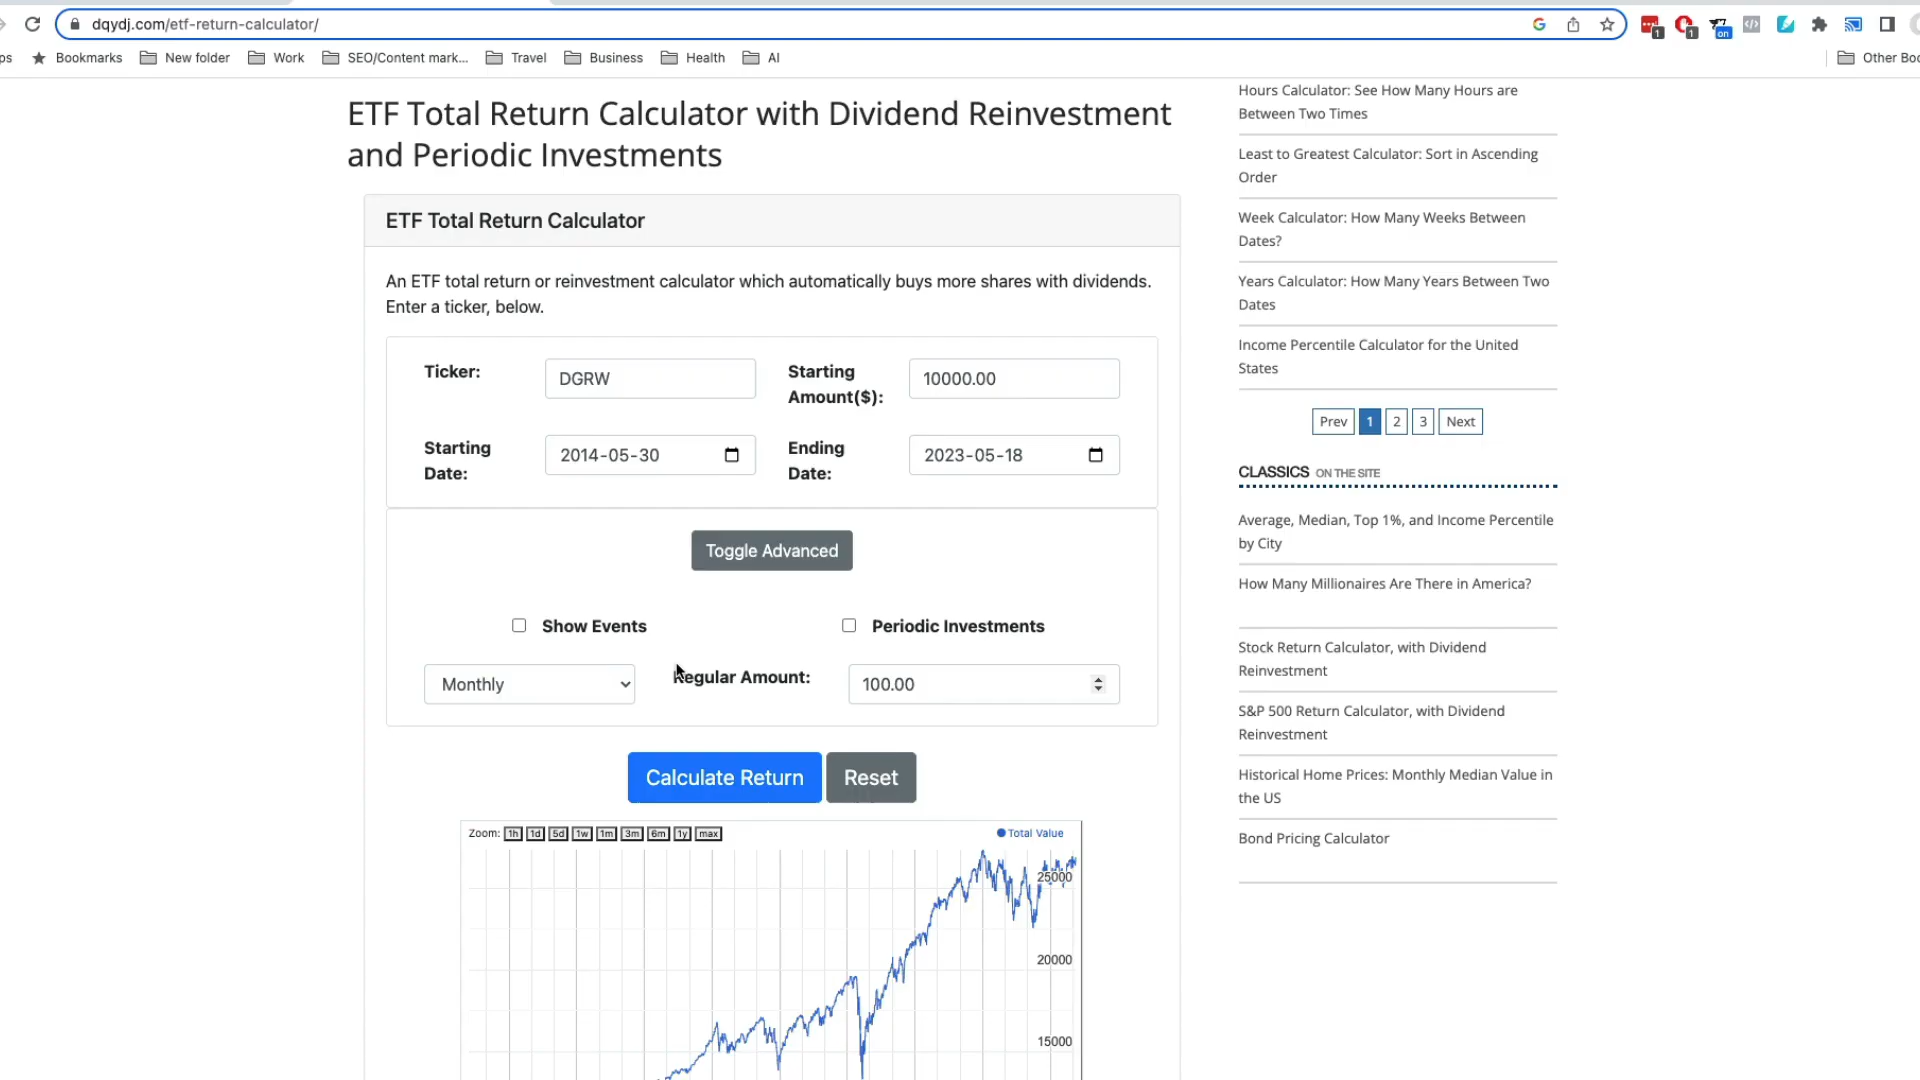 dqydj.com/etf-return-calculator/
1
1
on
ps
Bookmarks
New folder
Work
SEO/Content mark...
Travel
Business
Health
AI
Other Boo
ETF Total Return Calculator with Dividend Reinvestment
and Periodic Investments
ETF Total Return Calculator
An ETF total return or reinvestment calculator which automatically buys more shares with dividends.
Enter a ticker, below.
Ticker:
DGRW
Starting
Amount($):
10000.00
Starting
Date:
2014-05-30
Ending
Date:
2023-05-18
Toggle Advanced
Show Events
Periodic Investments
Monthly
Regular Amount:
100.00
Calculate Return
Reset
Zoom: 1h 1d 5d 1w 1m 3m 6m 1y max
Total Value
25000
20000
15000
Hours Calculator: See How Many Hours are
Between Two Times
Least to Greatest Calculator: Sort in Ascending
Order
Week Calculator: How Many Weeks Between
Dates?
Years Calculator: How Many Years Between Two
Dates
Income Percentile Calculator for the United
States
Prev 1 2 3 Next
CLASSICS ON THE SITE
Average, Median, Top 1%, and Income Percentile
by City
How Many Millionaires Are There in America?
Stock Return Calculator, with Dividend
Reinvestment
S&P 500 Return Calculator, with Dividend
Reinvestment
Historical Home Prices: Monthly Median Value in
the US
Bond Pricing Calculator